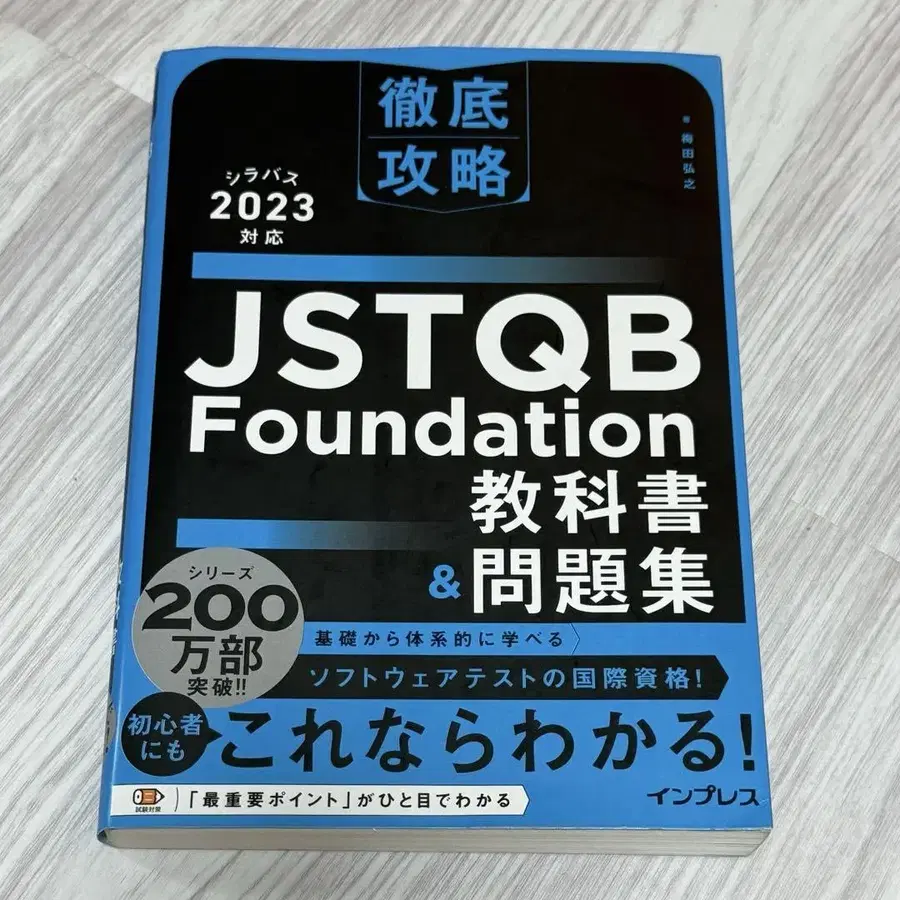 徹底
攻略
著 梅田弘之
シラバス
2023
対応
JSTQB
Foundation
教科書
&問題集
シリーズ
200
万部
突破!!
基礎から体系的に学べる
ソフトウェアテストの国際資格!
初心者
にも
これならわかる!
試験対策
「最重要ポイント」がひと目でわかる
インプレス